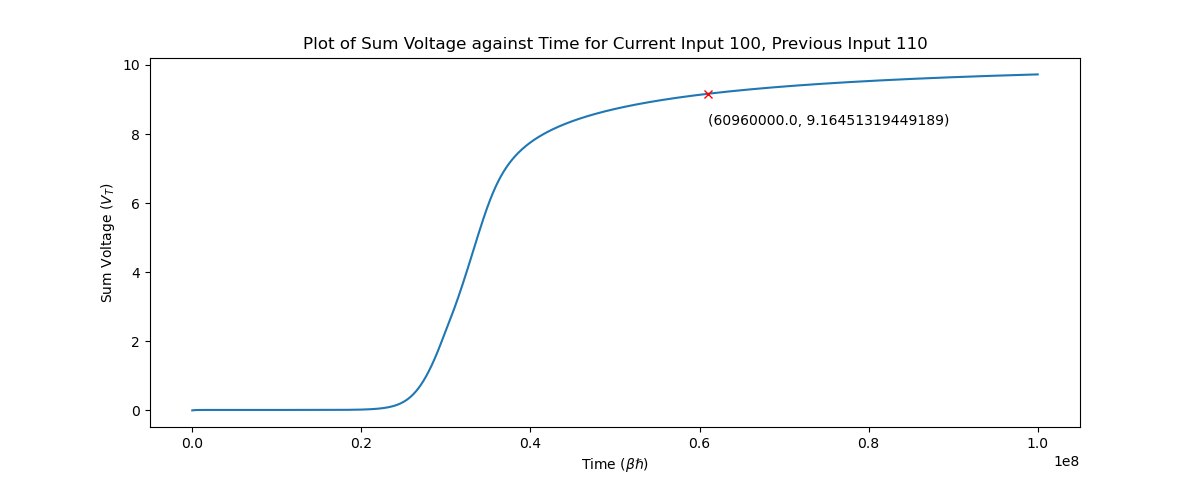 Plot of Sum Voltage against Time for Current Input 100, Previous Input 110
Sum Voltage (V_T)
10
8
6
4
2
0
(60960000.0, 9.16451319449189)
0.0 0.2 0.4 0.6 0.8 1.0
1e8
Time (βħ)